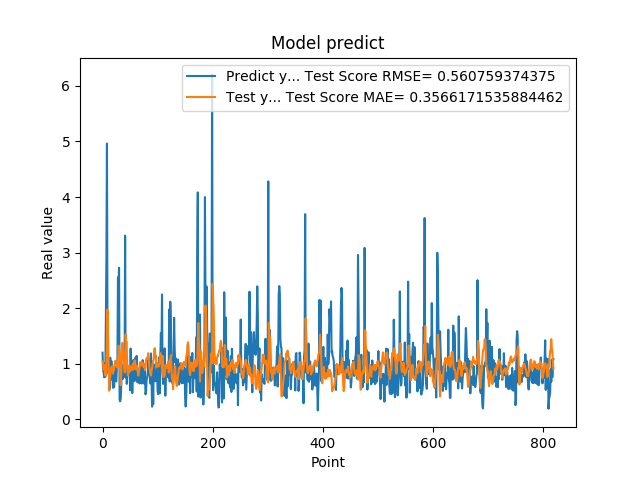 Model predict
Predict y... Test Score RMSE= 0.560759374375
Test y... Test Score MAE= 0.3566171535884462
Real value
6
5
4
3
2
1
0
0 200 400 600 800
Point